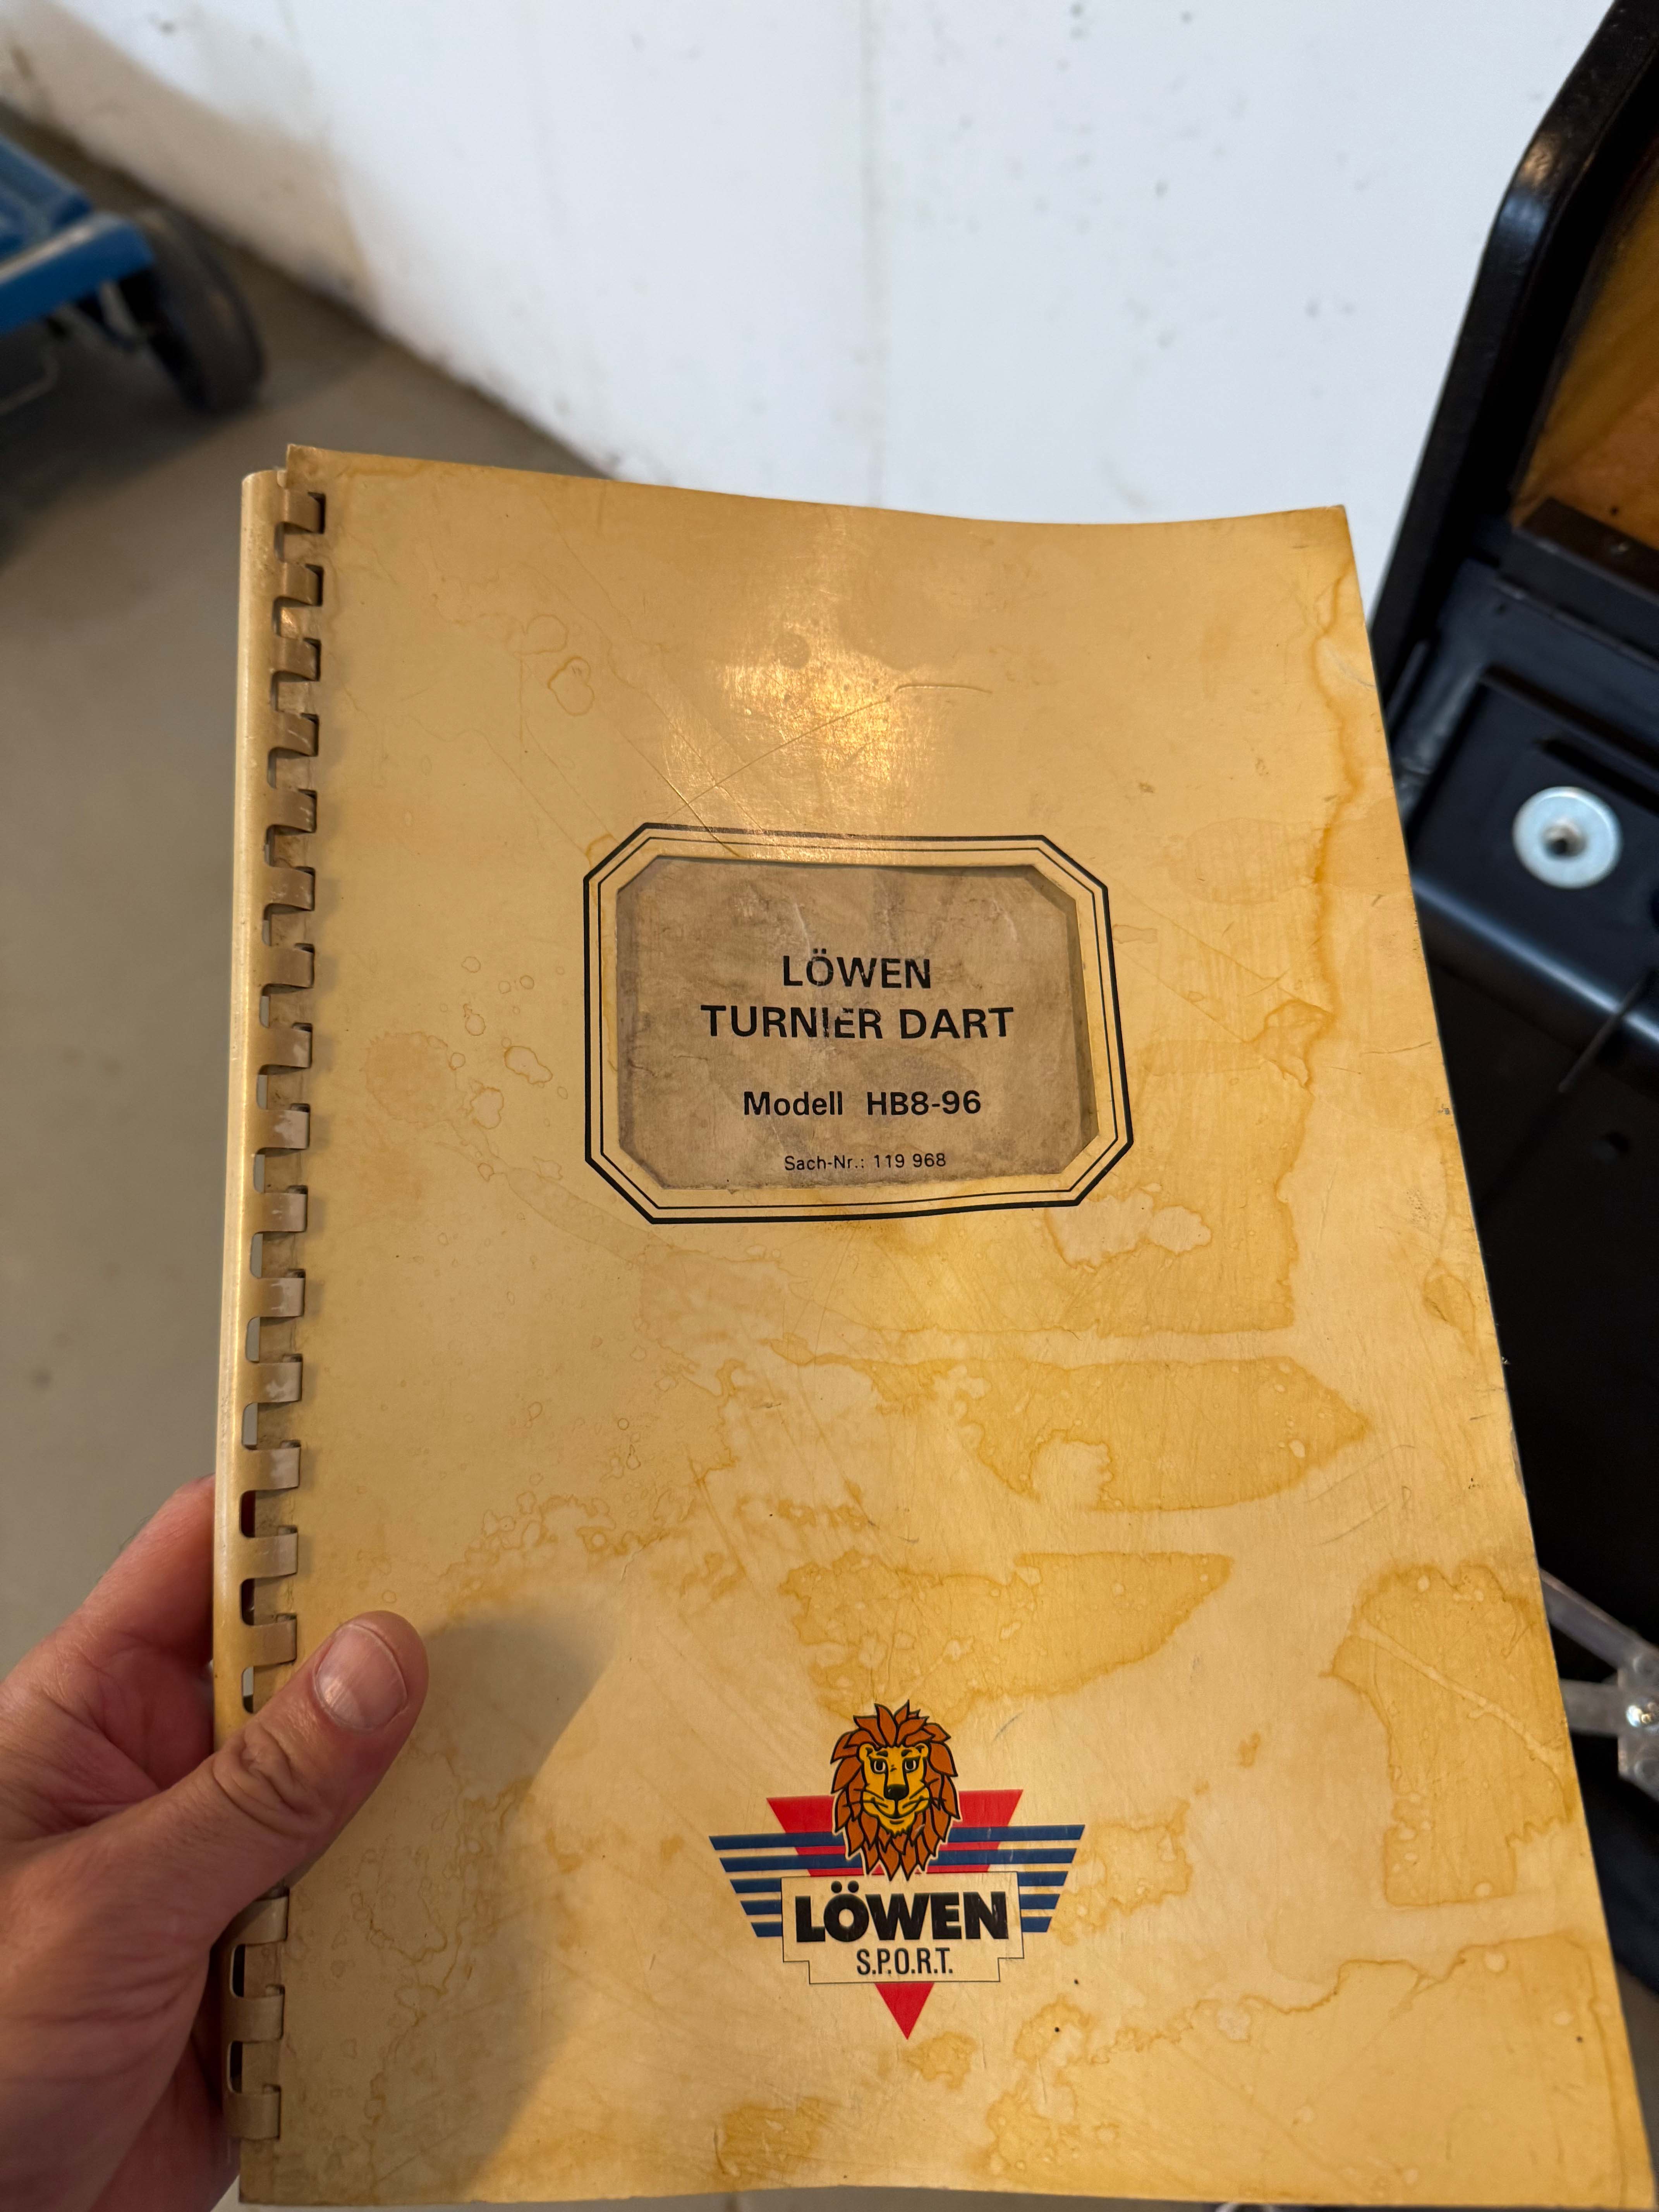 LÖWEN
TURNIER DART
Modell HB8-96
Sach-Nr.: 119 968
LÖWEN
S.P.O.R.T.